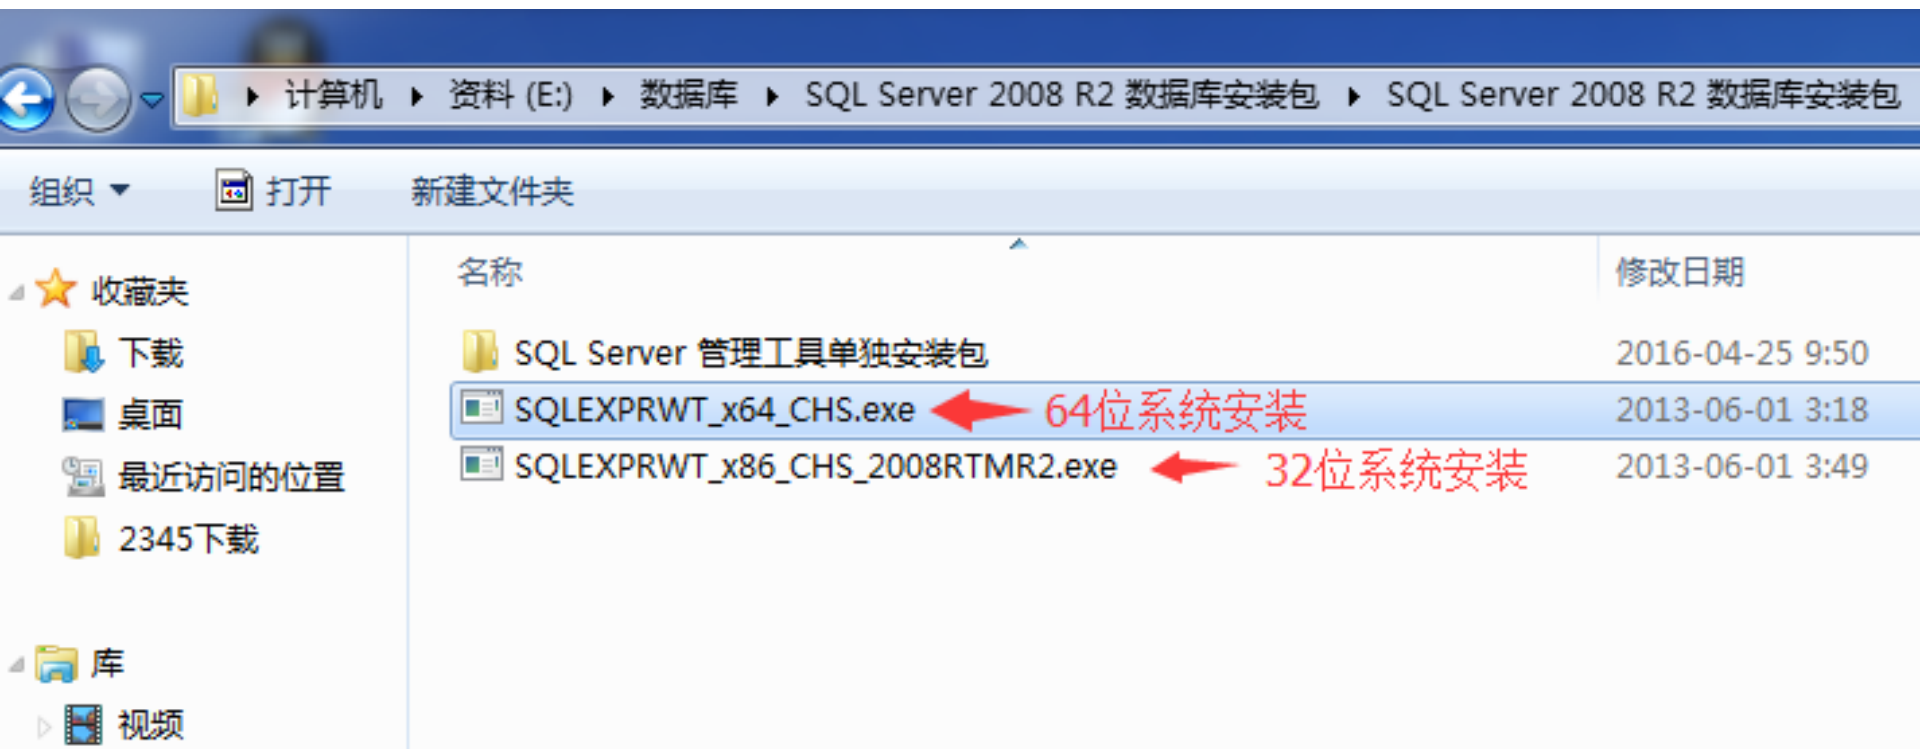 计算机 资料 (E:) 数据库 SQL Server 2008 R2 数据库安装包 SQL Server 2008 R2 数据库安装包
组织 打开 新建文件夹
名称 修改日期
收藏夹
下载
桌面
最近访问的位置
2345下载
库
视频
SQL Server 管理工具单独安装包 2016-04-25 9:50
SQLEXPRWT_x64_CHS.exe 64位系统安装 2013-06-01 3:18
SQLEXPRWT_x86_CHS_2008RTMR2.exe 32位系统安装 2013-06-01 3:49